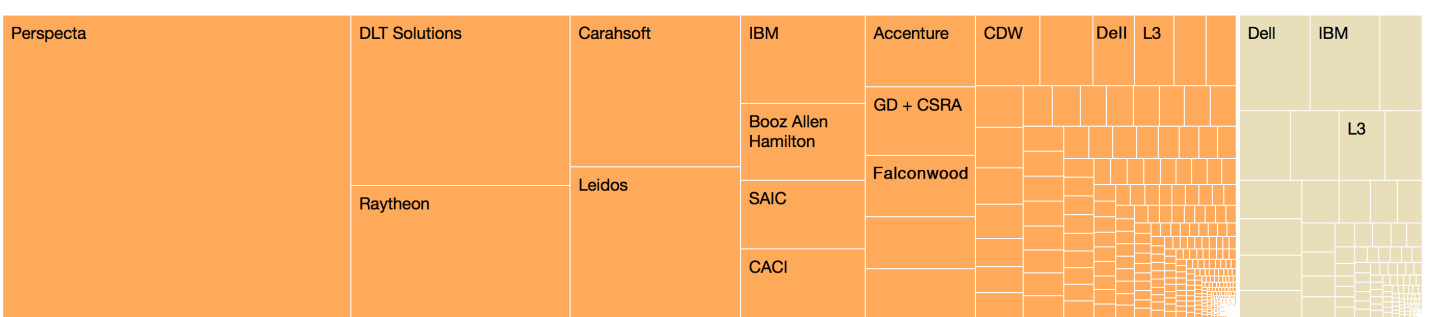 Perspecta
DLT Solutions
Carahsoft
IBM
Accenture
CDW
Dell
L3
Dell
IBM
GD + CSRA
Booz Allen
Hamilton
L3
Falconwood
Leidos
SAIC
Raytheon
CACI